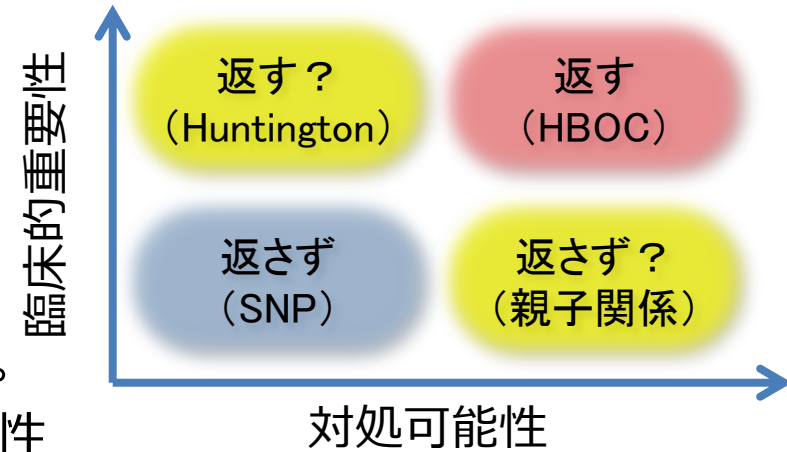 臨床的重要性
返す？
（Huntington）
返す
（HBOC）
返さず
（SNP）
返さず？
（親子関係）
。
性
対処可能性